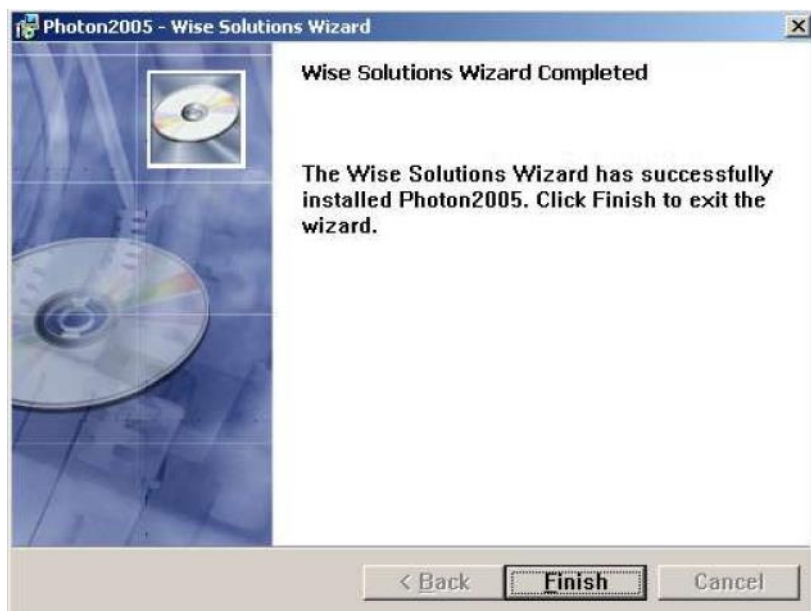 Photon2005 - Wise Solutions Wizard
Wise Solutions Wizard Completed
The Wise Solutions Wizard has successfully
installed Photon2005. Click Finish to exit the
wizard.
< Back
Finish
Cancel